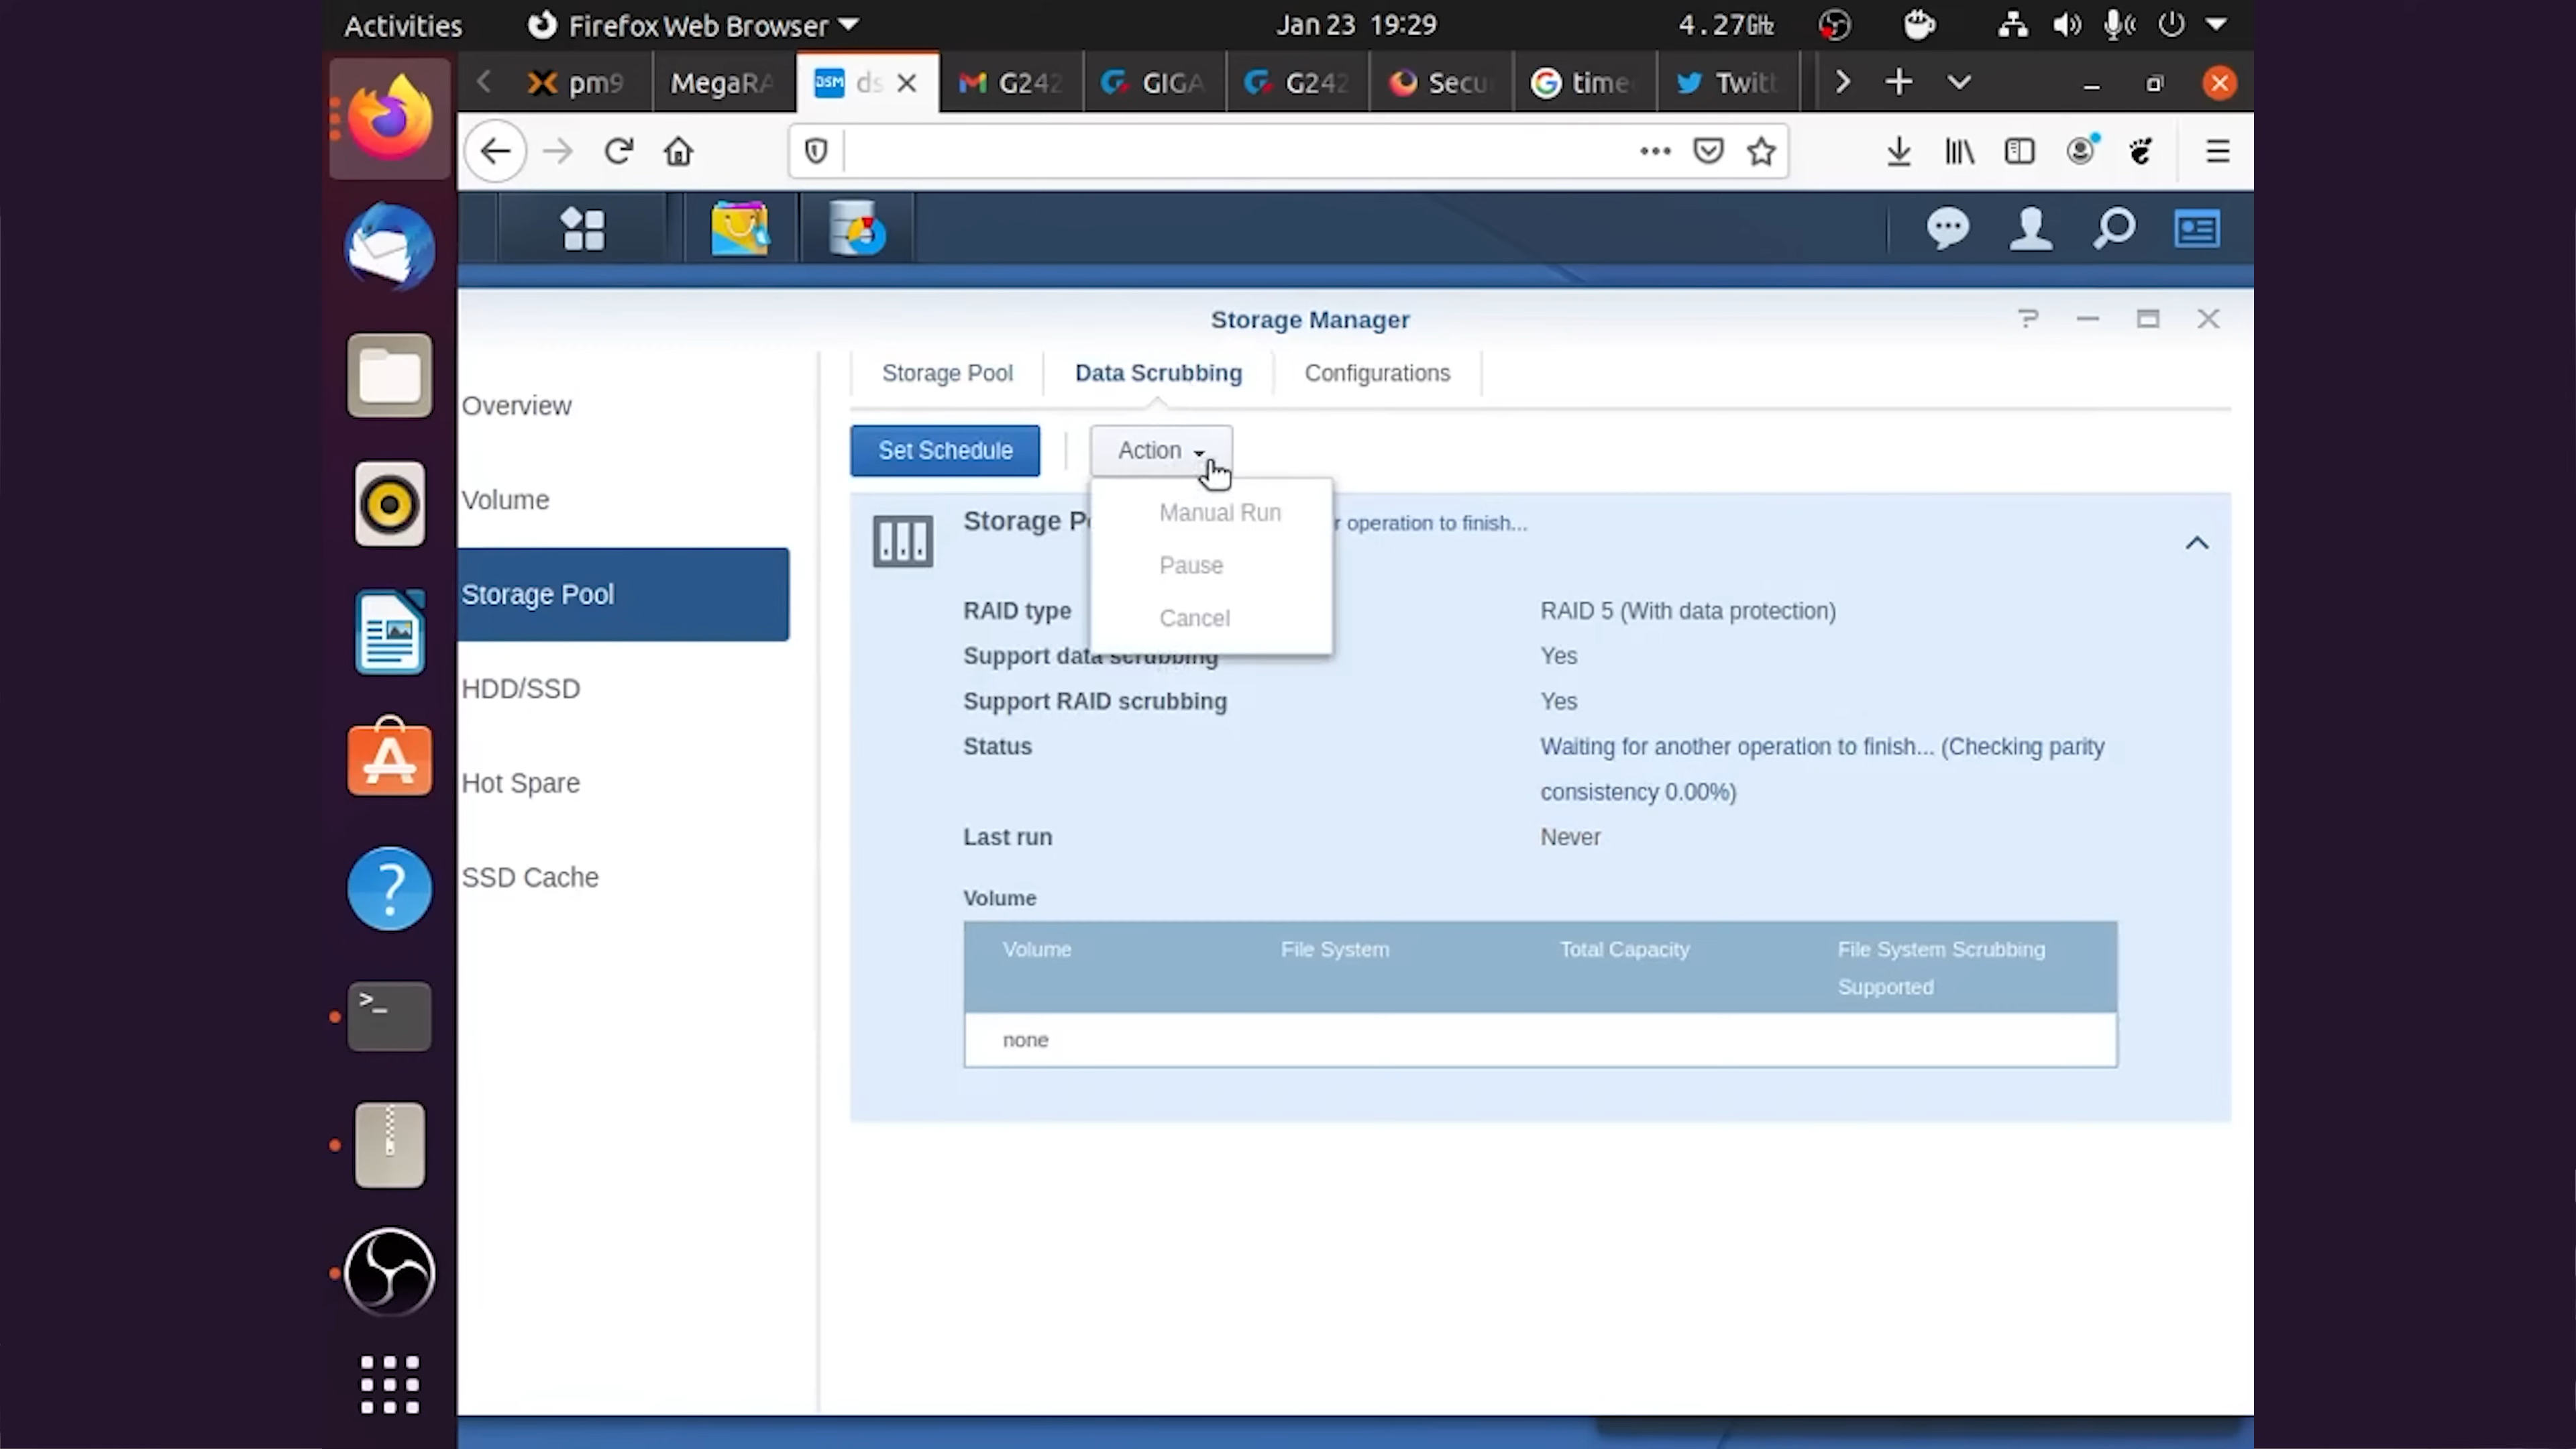 Activities
Firefox Web Browser
Jan 23 19:29
4.27GHz
pm9
MegaRA
DSM
ds
G242
GIGA
G242
Secu
time
Twitt
Storage Manager
Overview
Volume
Storage Pool
HDD/SSD
Hot Spare
SSD Cache
Storage Pool
Data Scrubbing
Configurations
Set Schedule
Action
Manual Run
Pause
Cancel
Storage P
r operation to finish...
RAID type
RAID 5 (With data protection)
Support data scrubbing
Yes
Support RAID scrubbing
Yes
Status
Waiting for another operation to finish... (Checking parity
consistency 0.00%)
Last run
Never
Volume
Volume
File System
Total Capacity
File System Scrubbing
Supported
none